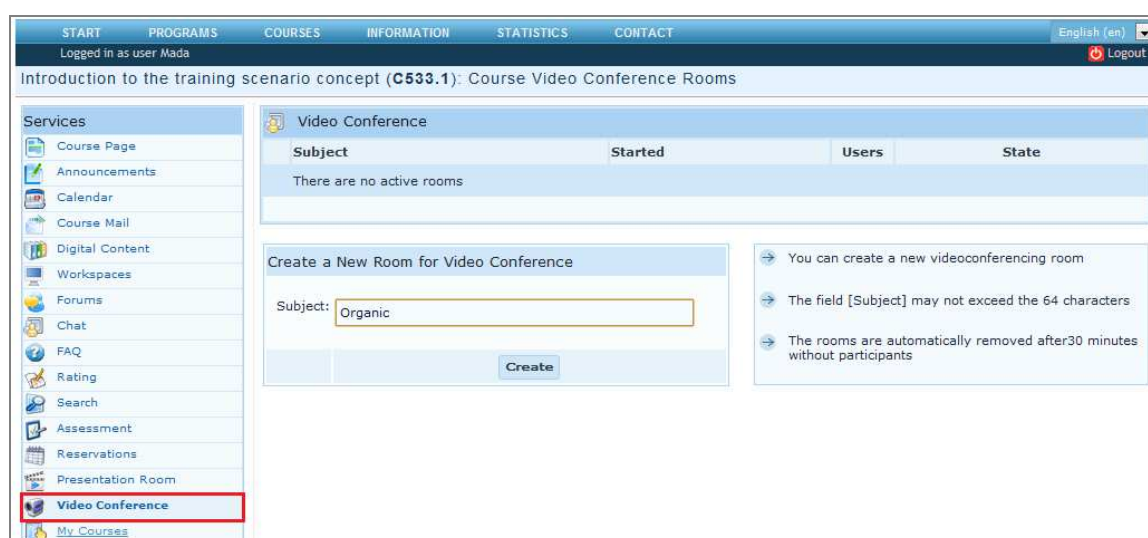 START PROGRAMS COURSES INFORMATION STATISTICS CONTACT English (en)
Logged in as user Mada Logout
Introduction to the training scenario concept (C533.1): Course Video Conference Rooms
Services
Course Page
Announcements
Calendar
Course Mail
Digital Content
Workspaces
Forums
Chat
FAQ
Rating
Search
Assessment
Reservations
Presentation Room
Video Conference
My Courses
Video Conference
Subject Started Users State
There are no active rooms
Create a New Room for Video Conference
Subject: Organic
Create
You can create a new videoconferencing room
The field [Subject] may not exceed the 64 characters
The rooms are automatically removed after30 minutes
without participants